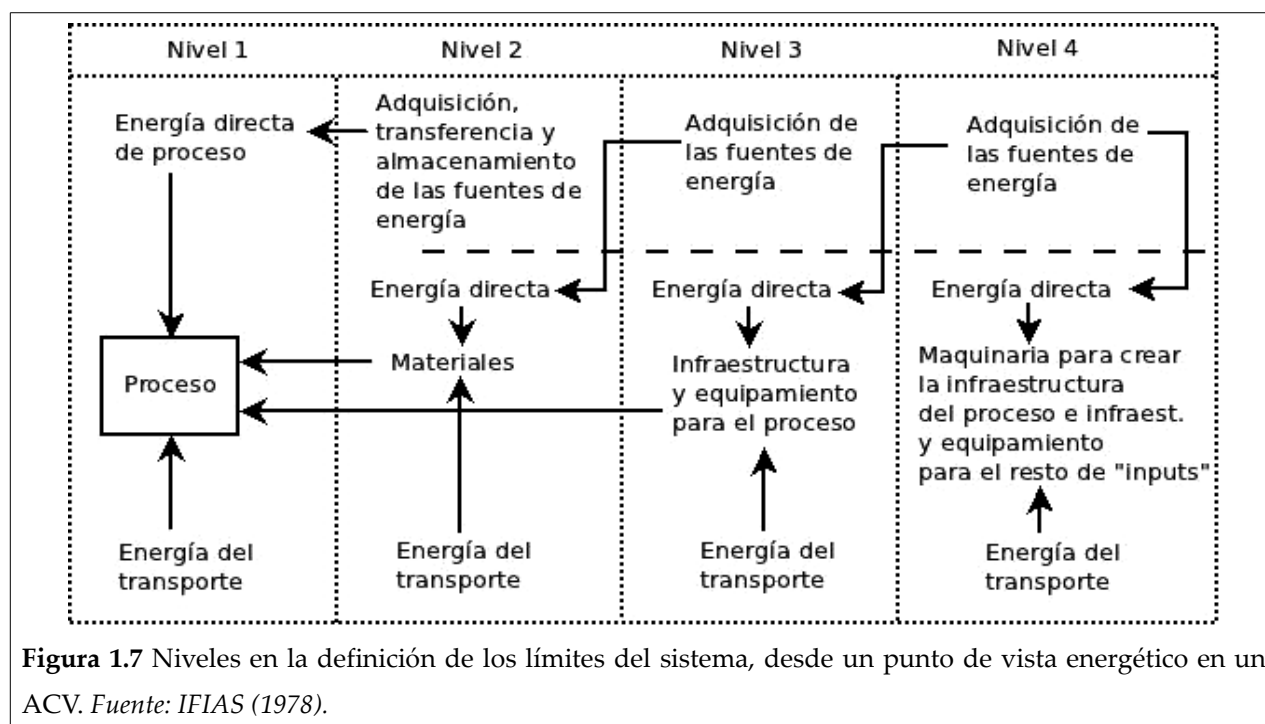 Nivel 1
Nivel 2
Nivel 3
Nivel 4
Energía directa
de proceso
Adquisición,
transferencia y
almacenamiento
de las fuentes de
energía
Adquisición de
las fuentes de
energía
Adquisición de
las fuentes de
energía
Energía directa
Energía directa
Energía directa
Proceso
Materiales
Infraestructura
y equipamiento
para el proceso
Maquinaria para crear
la infraestructura
del proceso e infraest.
y equipamiento
para el resto de "inputs"
Energía del
transporte
Energía del
transporte
Energía del
transporte
Energía del
transporte
Figura 1.7 Niveles en la definición de los límites del sistema, desde un punto de vista energético en un
ACV. Fuente: IFIAS (1978).